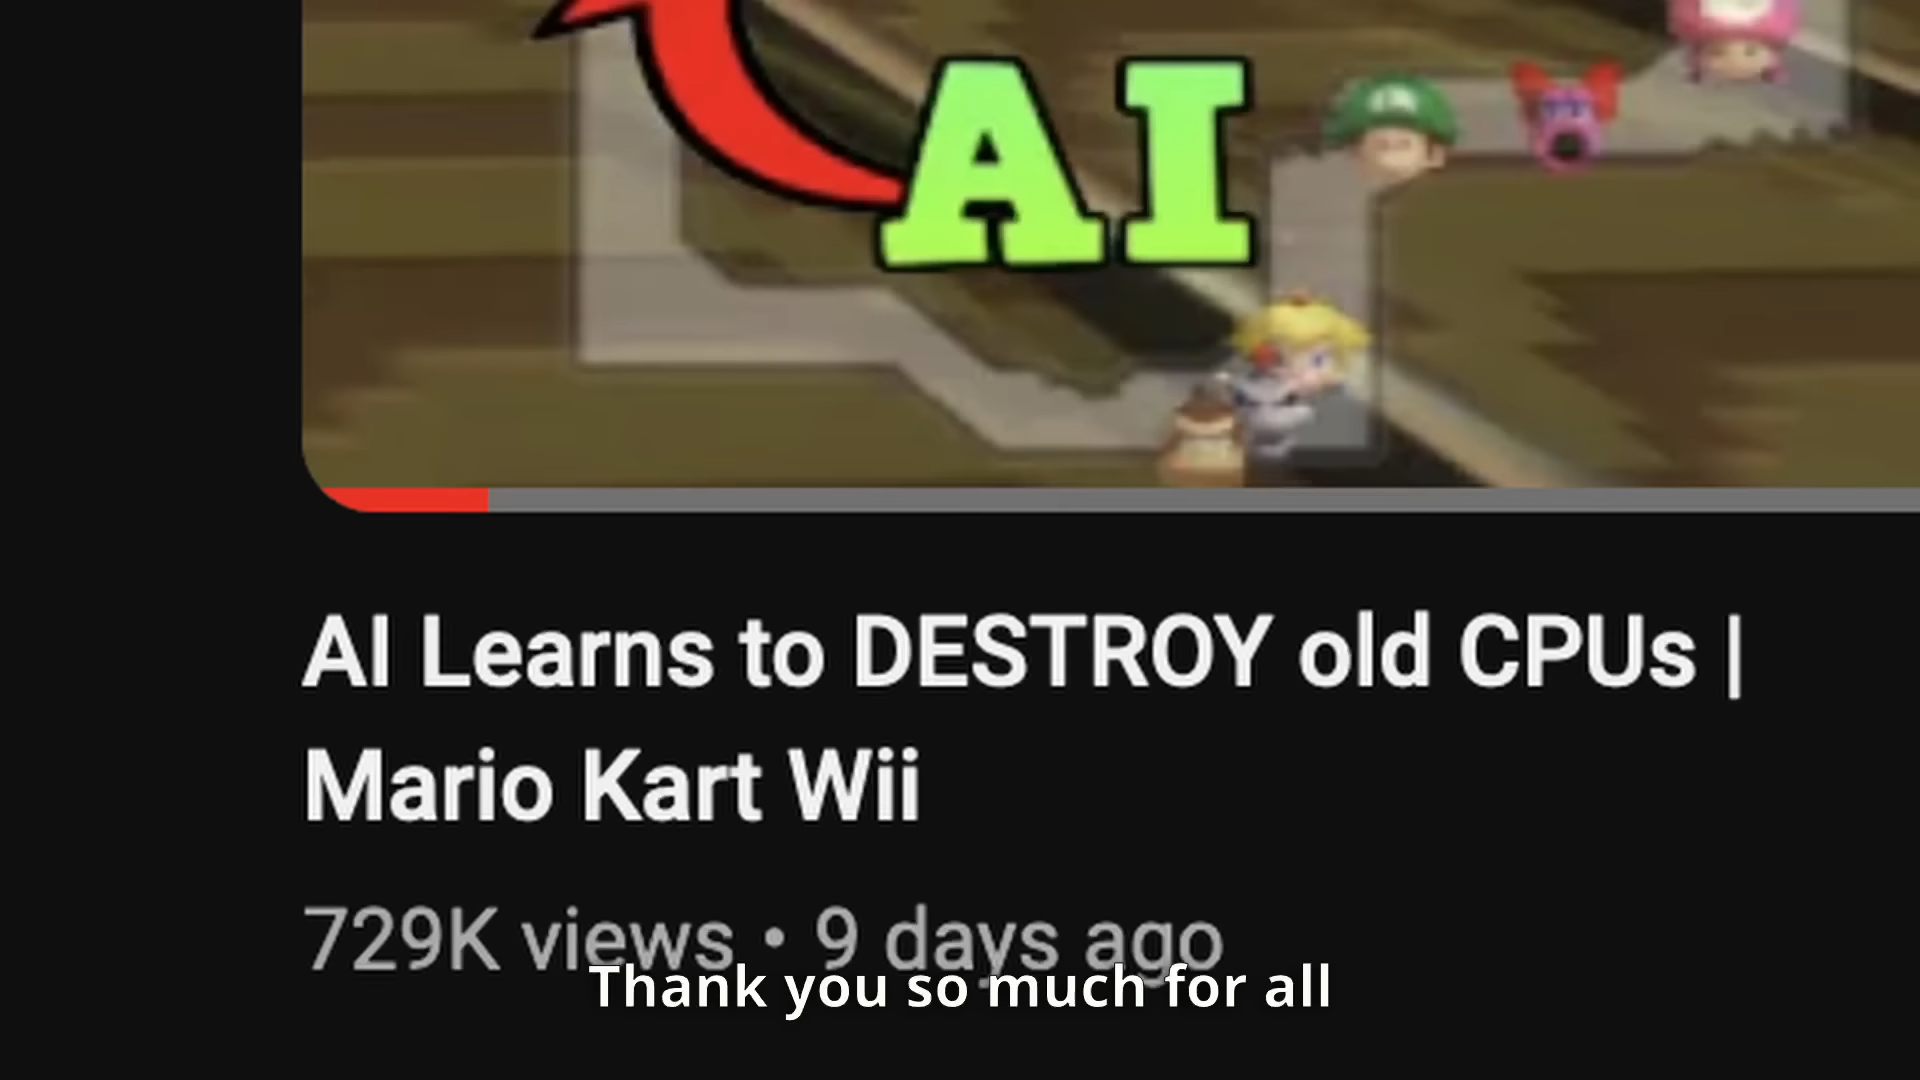 AI
AI Learns to DESTROY old CPUs |
Mario Kart Wii
729K views • 9 days ago
Thank you so much for all